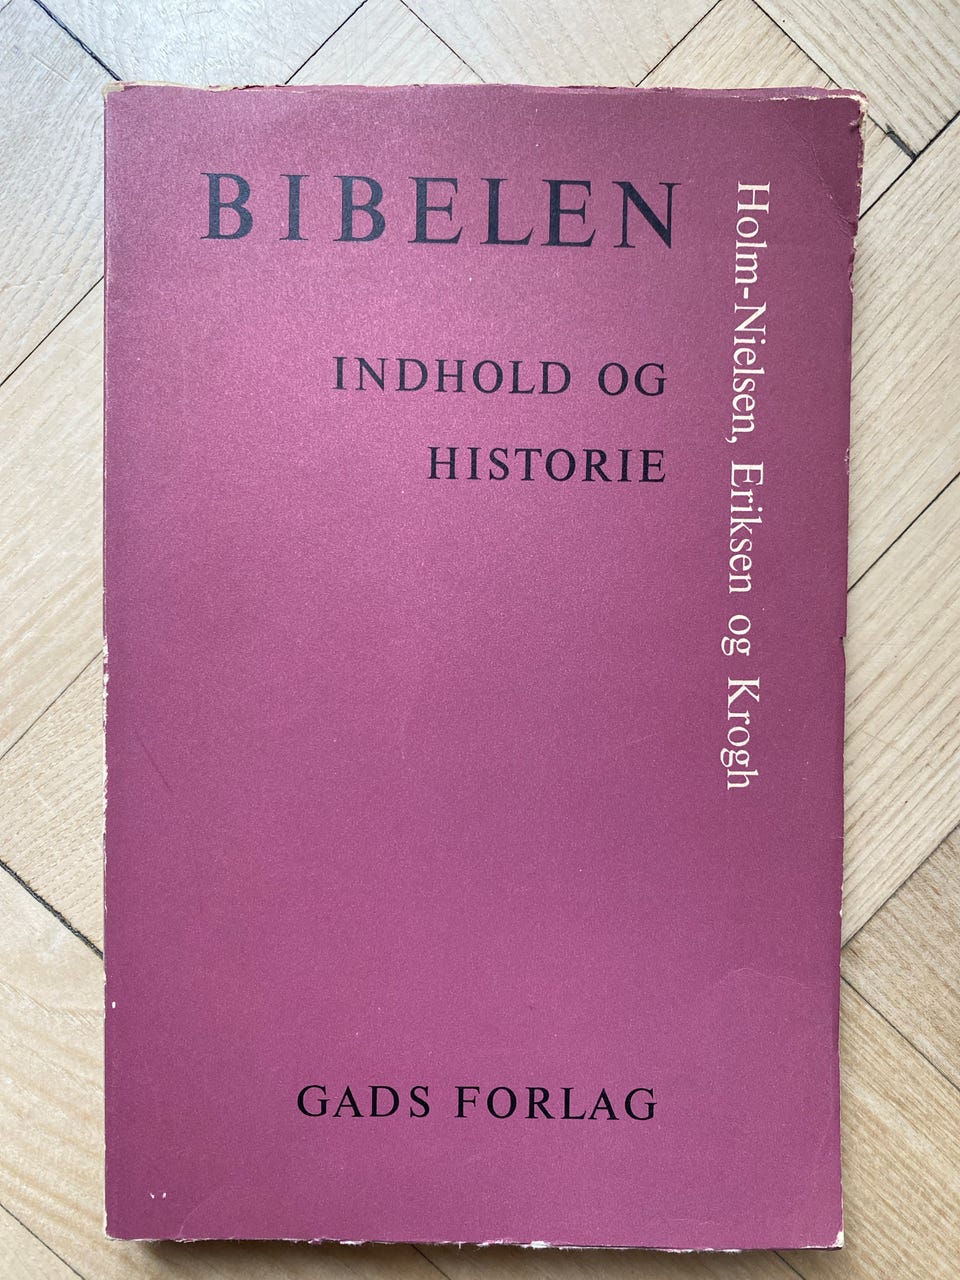 BIBELEN
INDHOLD OG
HISTORIE
Holm-Nielsen, Eriksen og Krogh
GADS FORLAG